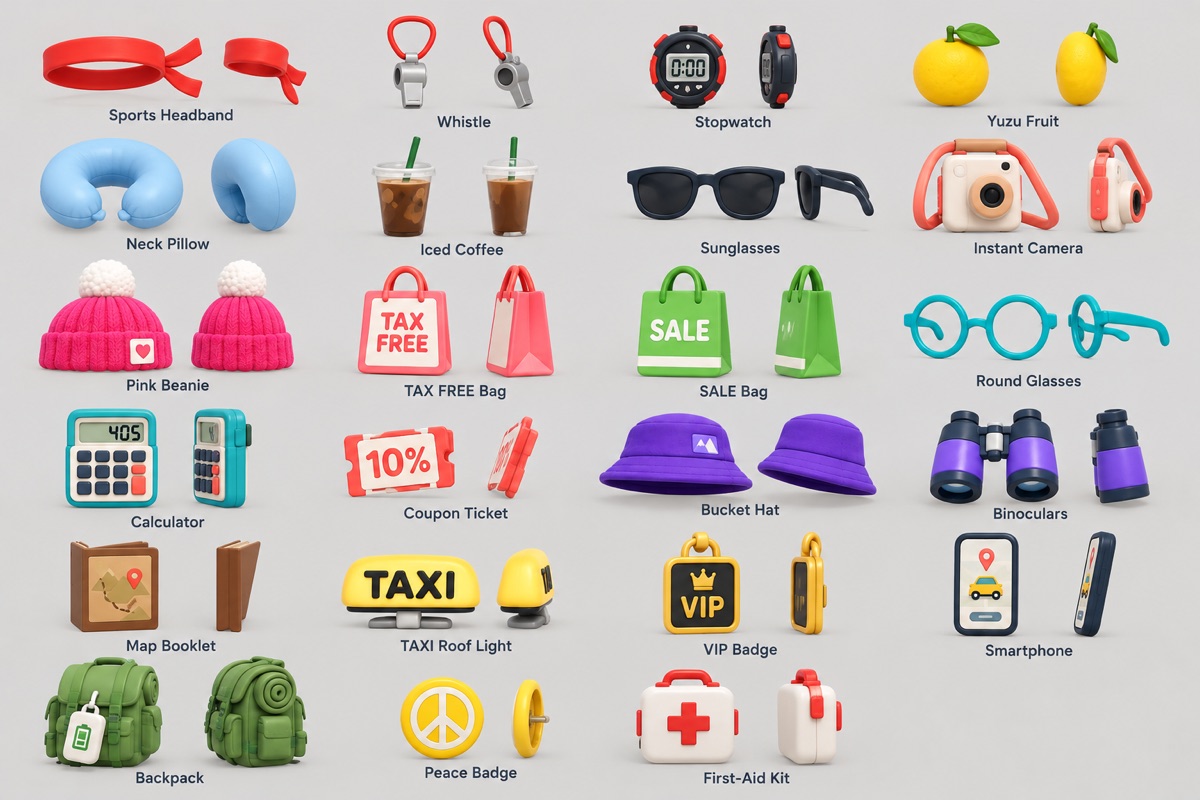 0:00
Sports Headband
Whistle
Stopwatch
Yuzu Fruit
Neck Pillow
Iced Coffee
Sunglasses
Instant Camera
TAX
FREE
SALE
Pink Beanie
TAX FREE Bag
SALE Bag
Round Glasses
405
10%
10%
Calculator
Coupon Ticket
Bucket Hat
Binoculars
TAXI
VIP
Map Booklet
TAXI Roof Light
VIP Badge
Smartphone
Backpack
Peace Badge
First-Aid Kit